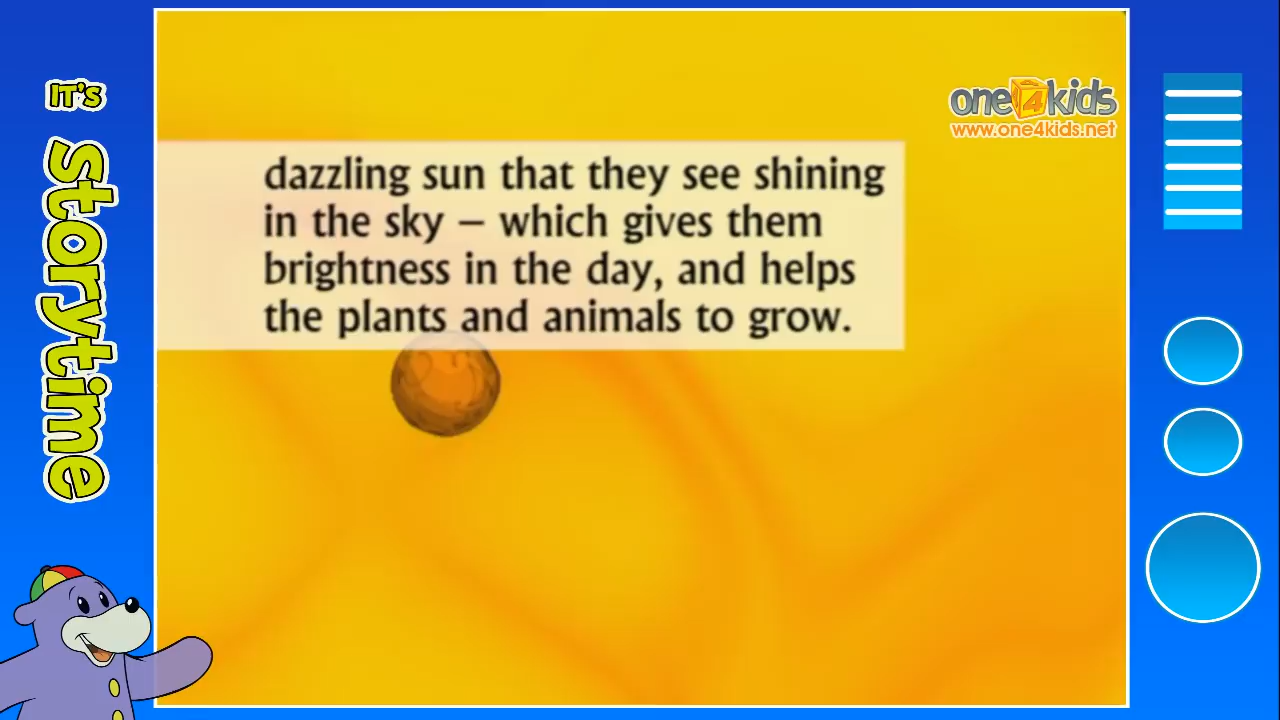 IT's
Storytime
one4kids
www.one4kids.net
dazzling sun that they see shining
in the sky – which gives them
brightness in the day, and helps
the plants and animals to grow.